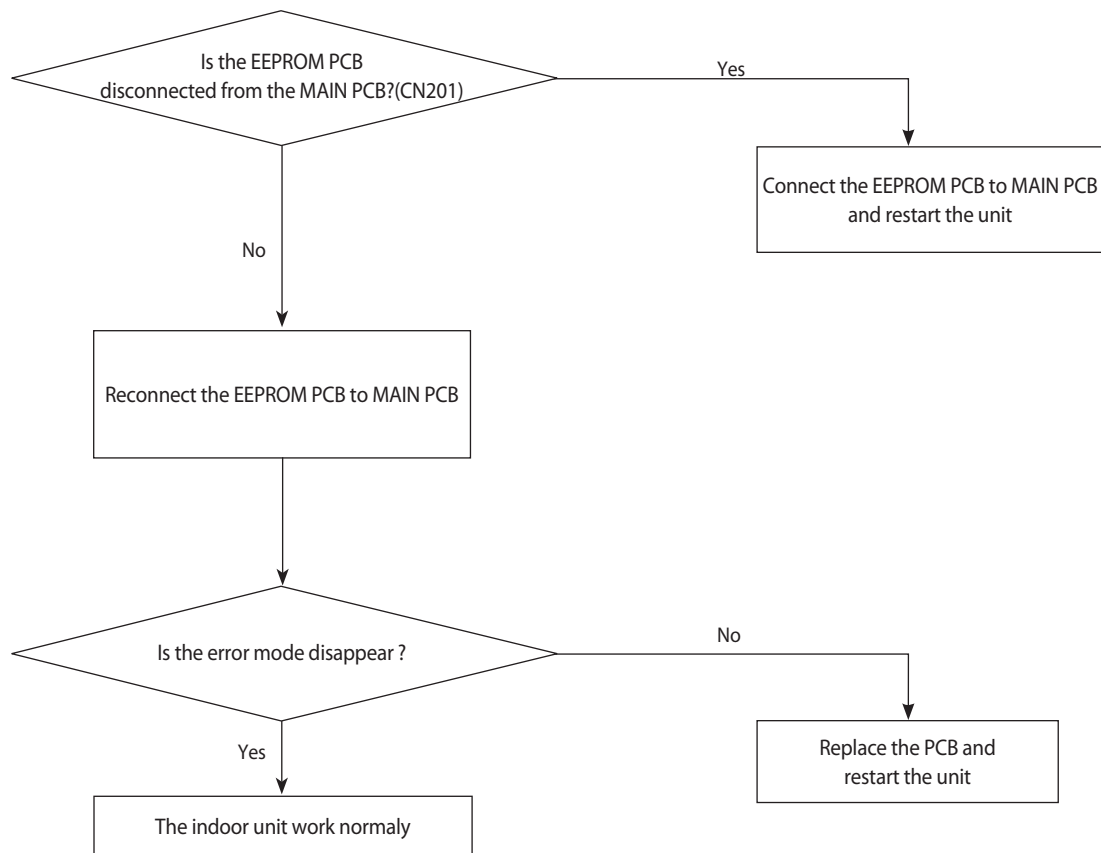 Is the EEPROM PCB
disconnected from the MAIN PCB?(CN201)
Yes
Connect the EEPROM PCB to MAIN PCB
and restart the unit
No
Reconnect the EEPROM PCB to MAIN PCB
Is the error mode disappear ?
No
Yes
Replace the PCB and
restart the unit
The indoor unit work normaly